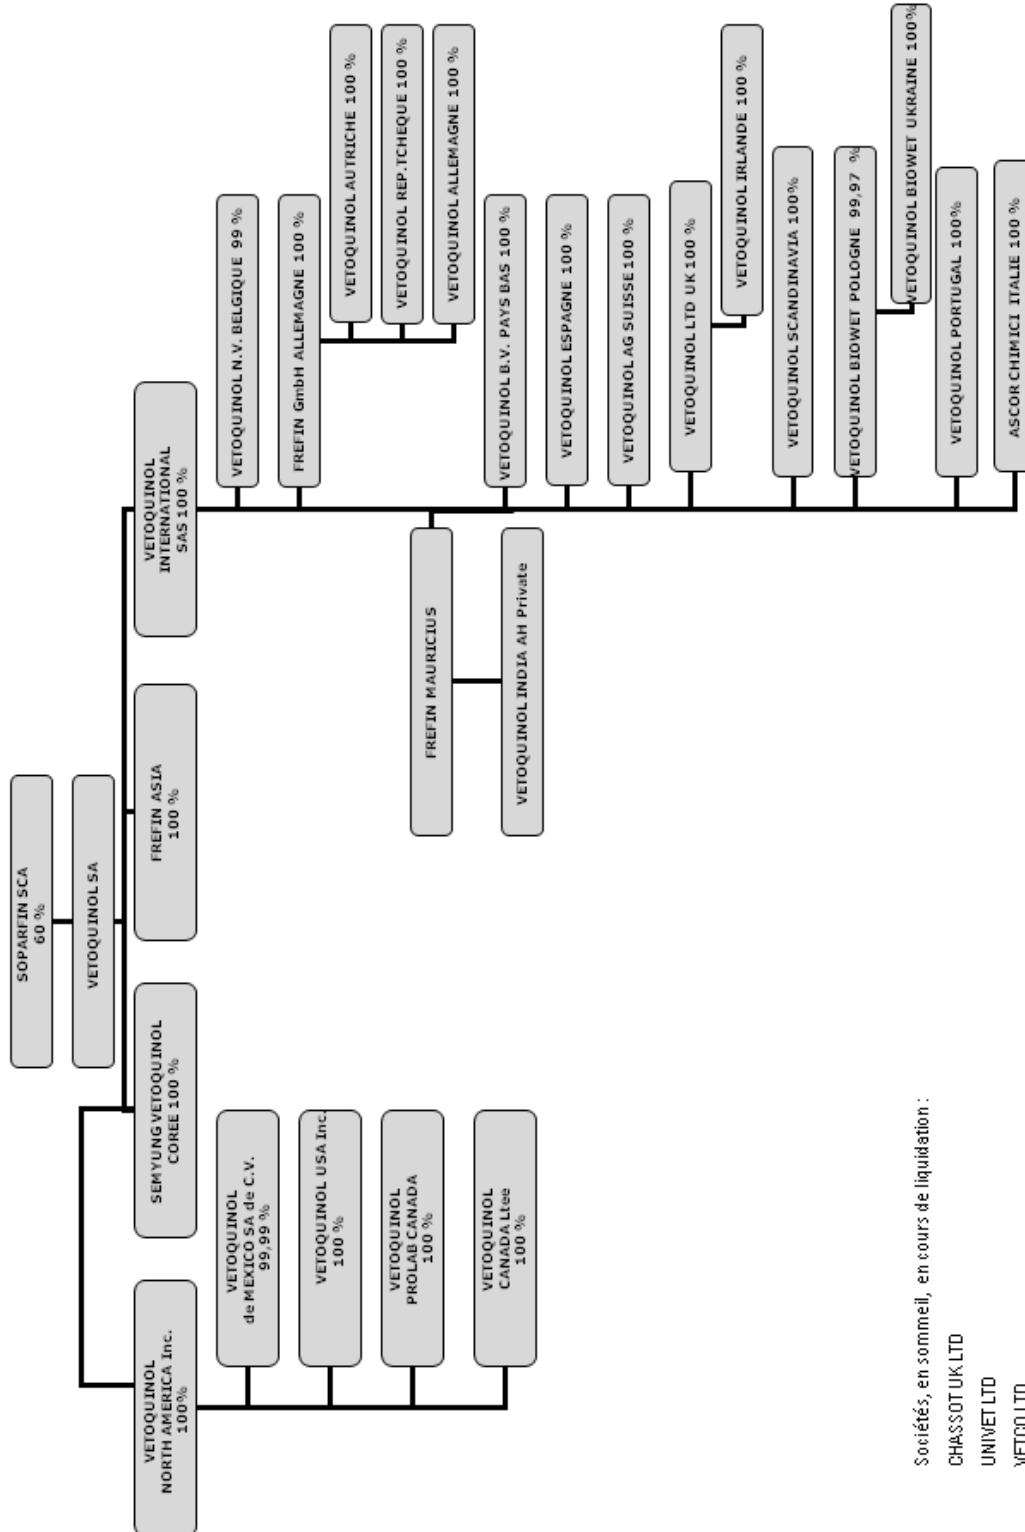 SOPARFIN SCA
60 %
VETOQUINOL SA
VETOQUINOL
NORTH AMERICA Inc.
100%
SEMYUNG VETOQUINOL
COREE 100 %
FREFIN ASIA
100 %
VETOQUINOL
INTERNATIONAL
SAS 100 %
VETOQUINOL
de MEXICO SA de C.V.
99,99 %
VETOQUINOL USA Inc.
100 %
VETOQUINOL
PROLAB CANADA
100 %
VETOQUINOL
CANADA Ltee
100 %
FREFIN MAURICIUS
VETOQUINOL INDIA AH Private
VETOQUINOL N.V. BELGIQUE 99 %
FREFIN GmbH ALLEMAGNE 100 %
VETOQUINOL AUTRICHE 100 %
VETOQUINOL REP.TCHEQUE 100 %
VETOQUINOL ALLEMAGNE 100 %
VETOQUINOL B.V. PAYS BAS 100 %
VETOQUINOL ESPAGNE 100 %
VETOQUINOL AG SUISSE 100 %
VETOQUINOL LTD UK 100 %
VETOQUINOL IRLANDE 100 %
VETOQUINOL SCANDINAVIA 100%
VETOQUINOL BIOWET POLOGNE 99,97 %
VETOQUINOL BIOWET UKRAINE 100%
VETOQUINOL PORTUGAL 100%
ASCOR CHIMICI ITALIE 100 %
Sociétés, en sommeil, en cours de liquidation :
CHASSOT UK LTD
UNIVET LTD
VETCO LTD